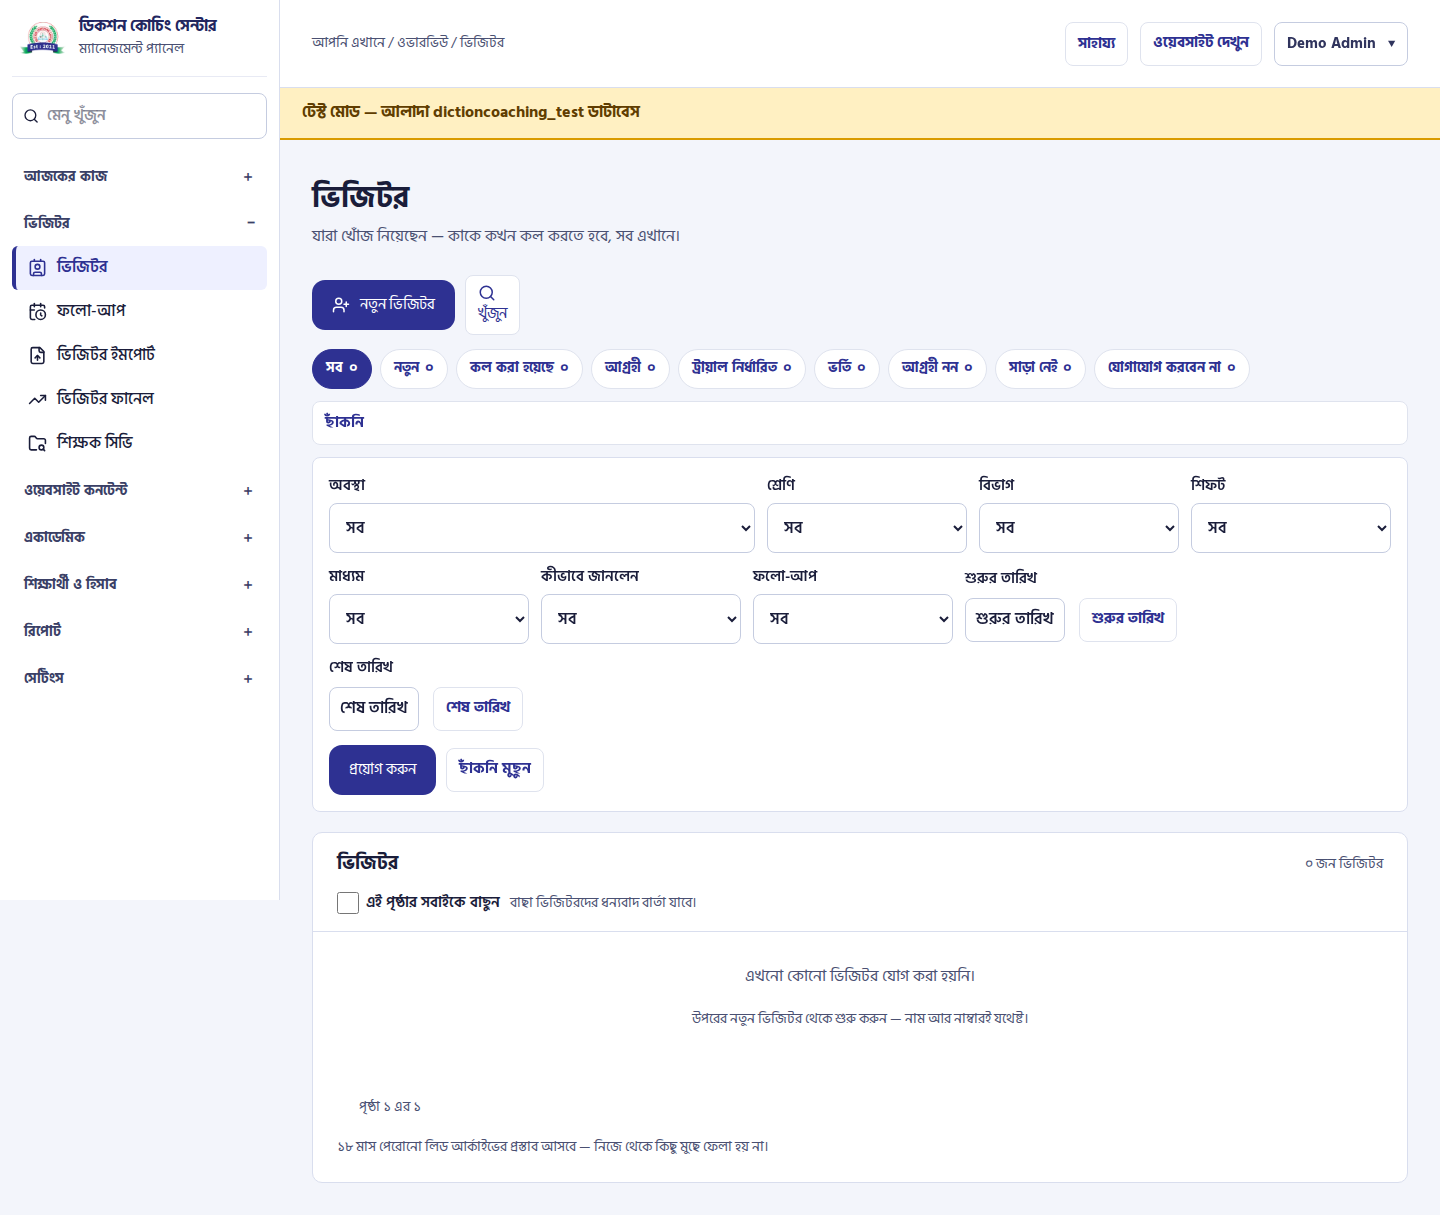 ডিকশন কোচিং সেন্টার
ম্যানেজমেন্ট প্যানেল
Est : 2011
মেনু খুঁজুন
আজকের কাজ +
ভিজিটর −
ভিজিটর
ফলো-আপ
ভিজিটর ইমপোর্ট
ভিজিটর ফানেল
শিক্ষক সিভি
ওয়েবসাইট কনটেন্ট +
একাডেমিক +
শিক্ষার্থী ও হিসাব +
রিপোর্ট +
সেটিংস +
আপনি এখানে / ওভারভিউ / ভিজিটর
সাহায্য ওয়েবসাইট দেখুন Demo Admin ▾
টেস্ট মোড — আলাদা dictioncoaching_test ডাটাবেস
ভিজিটর
যারা খোঁজ নিয়েছেন — কাকে কখন কল করতে হবে, সব এখানে।
নতুন ভিজিটর খুঁজুন
সব ০ নতুন ০ কল করা হয়েছে ০ আগ্রহী ০ ট্রায়াল নির্ধারিত ০ ভর্তি ০ আগ্রহী নন ০ সাড়া নেই ০ যোগাযোগ করবেন না ০
ছাঁকনি
অবস্থা শ্রেণি বিভাগ শিফট
সব সব সব সব
মাধ্যম কীভাবে জানলেন ফলো-আপ শুরুর তারিখ
সব সব সব শুরুর তারিখ শুরুর তারিখ
শেষ তারিখ
শেষ তারিখ শেষ তারিখ
প্রয়োগ করুন ছাঁকনি মুছুন
ভিজিটর ০ জন ভিজিটর
এই পৃষ্ঠার সবাইকে বাছুন বাছা ভিজিটরদের ধন্যবাদ বার্তা যাবে।
এখনো কোনো ভিজিটর যোগ করা হয়নি।
উপরের নতুন ভিজিটর থেকে শুরু করুন — নাম আর নাম্বারই যথেষ্ট।
পৃষ্ঠা ১ এর ১
১৮ মাস পেরোনো লিড আর্কাইভের প্রস্তাব আসবে — নিজে থেকে কিছু মুছে ফেলা হয় না।